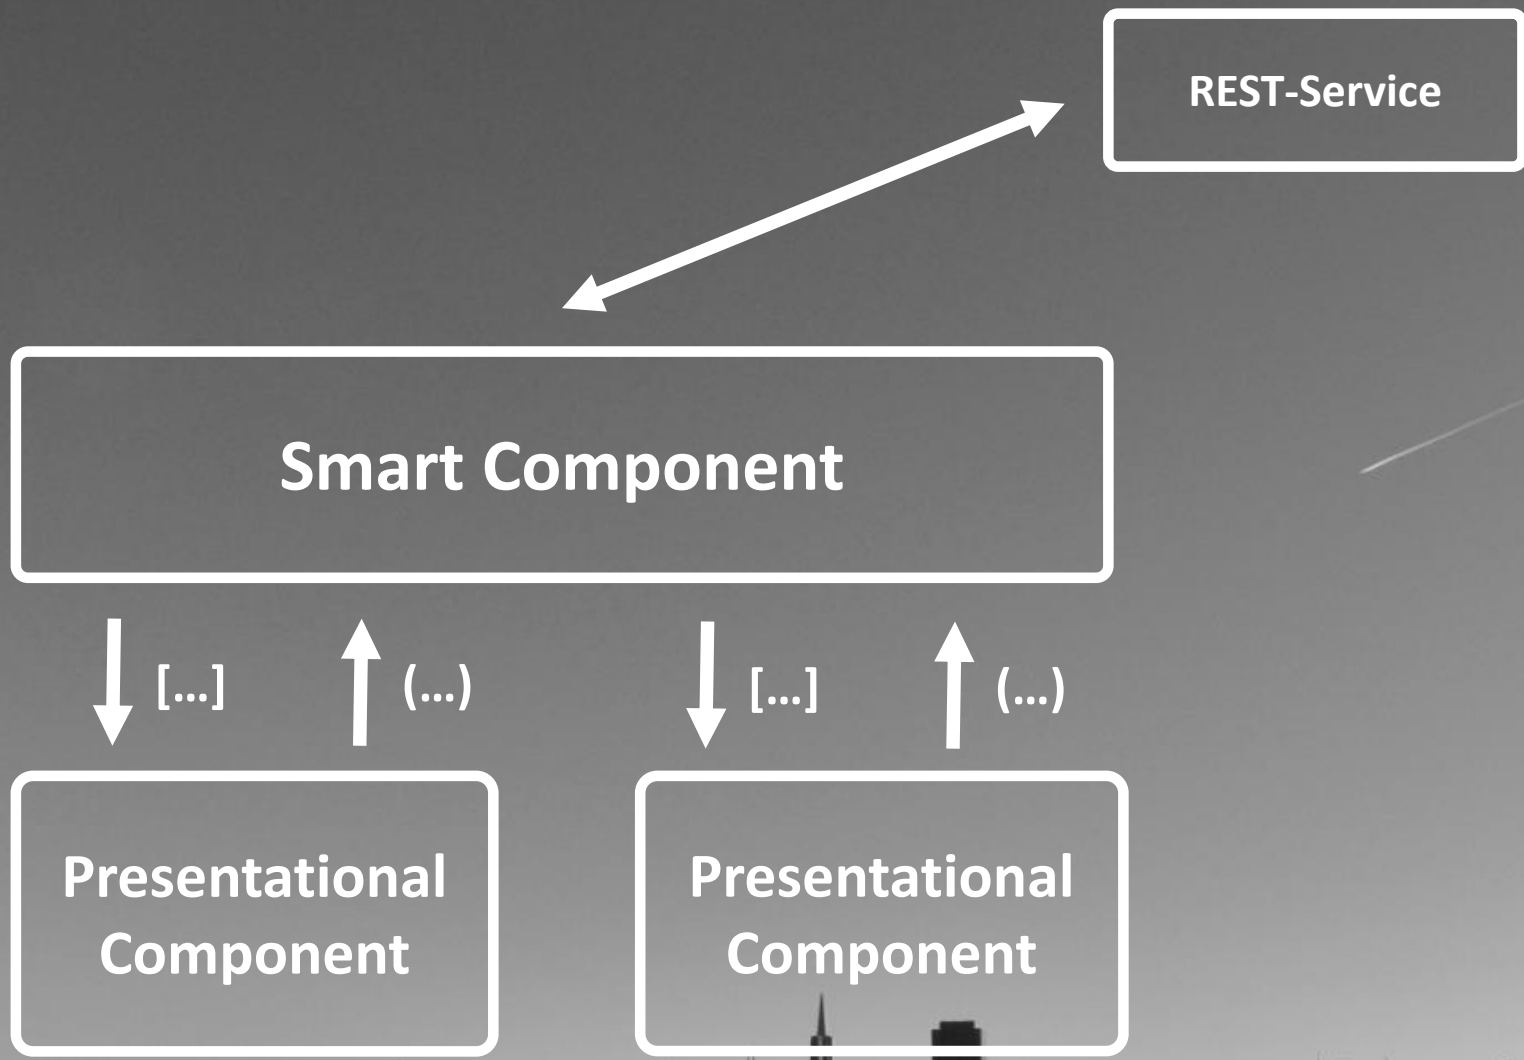 REST-Service
Smart Component
[…]
(…)
[…]
(…)
Presentational
Component
Presentational
Component